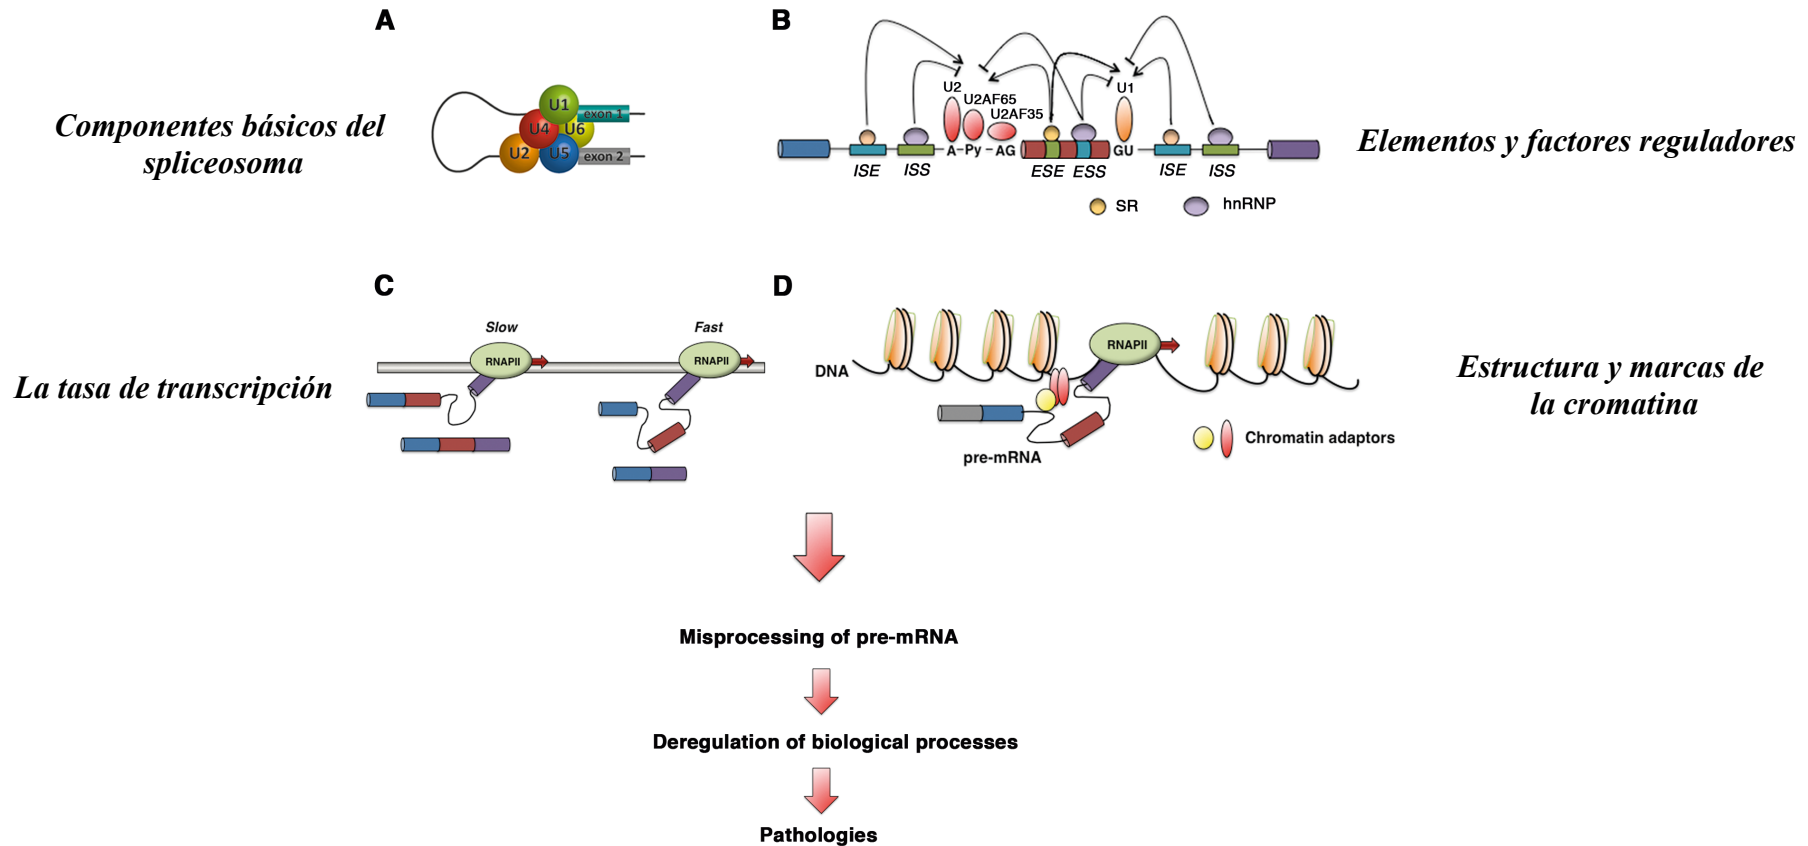 A
Componentes básicos del
spliceosoma
U1
exon 1
U4
U6
U2
U5
exon 2
B
U2
U2AF65
U2AF35
U1
A-Py-AG
GU
ISE
ISS
ESE
ESS
ISE
ISS
SR
hnRNP
Elementos y factores reguladores
C
La tasa de transcripción
Slow
Fast
RNAPII
RNAPII
D
RNAPII
DNA
pre-mRNA
Chromatin adaptors
Estructura y marcas de
la cromatina
Misprocessing of pre-mRNA
Deregulation of biological processes
Pathologies